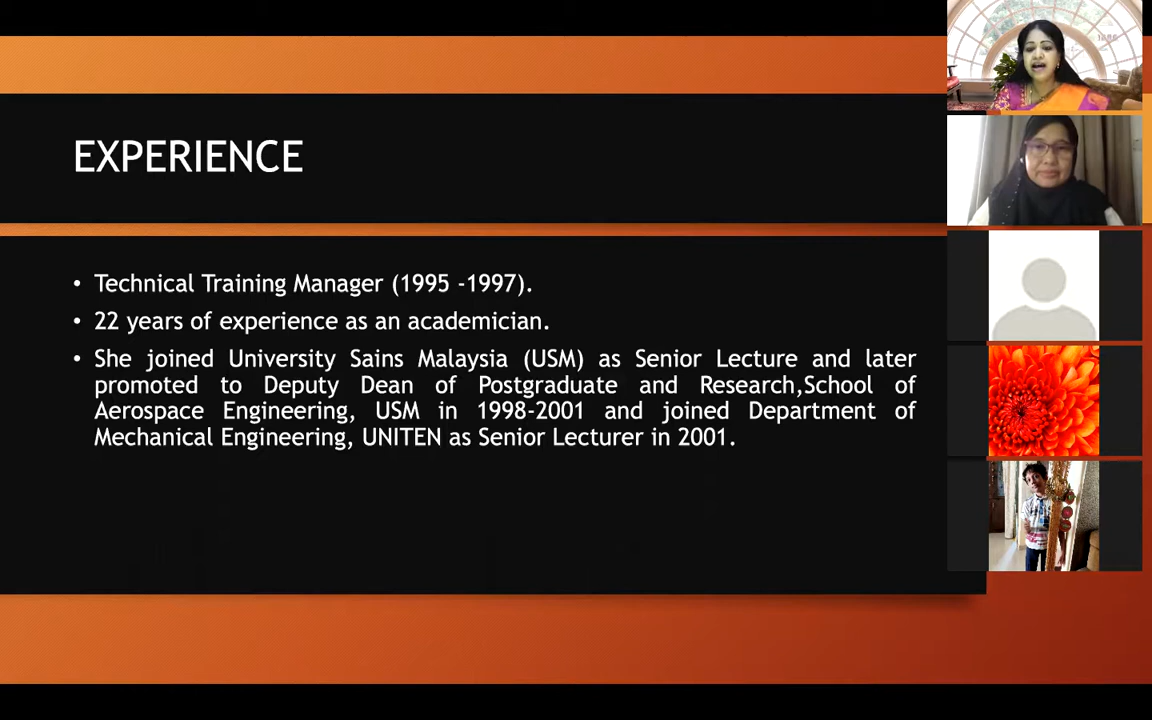 EXPERIENCE
• Technical Training Manager (1995 -1997).
• 22 years of experience as an academician.
• She joined University Sains Malaysia (USM) as Senior Lecture and later
promoted to Deputy Dean of Postgraduate and Research,School of
Aerospace Engineering, USM in 1998-2001 and joined Department of
Mechanical Engineering, UNITEN as Senior Lecturer in 2001.